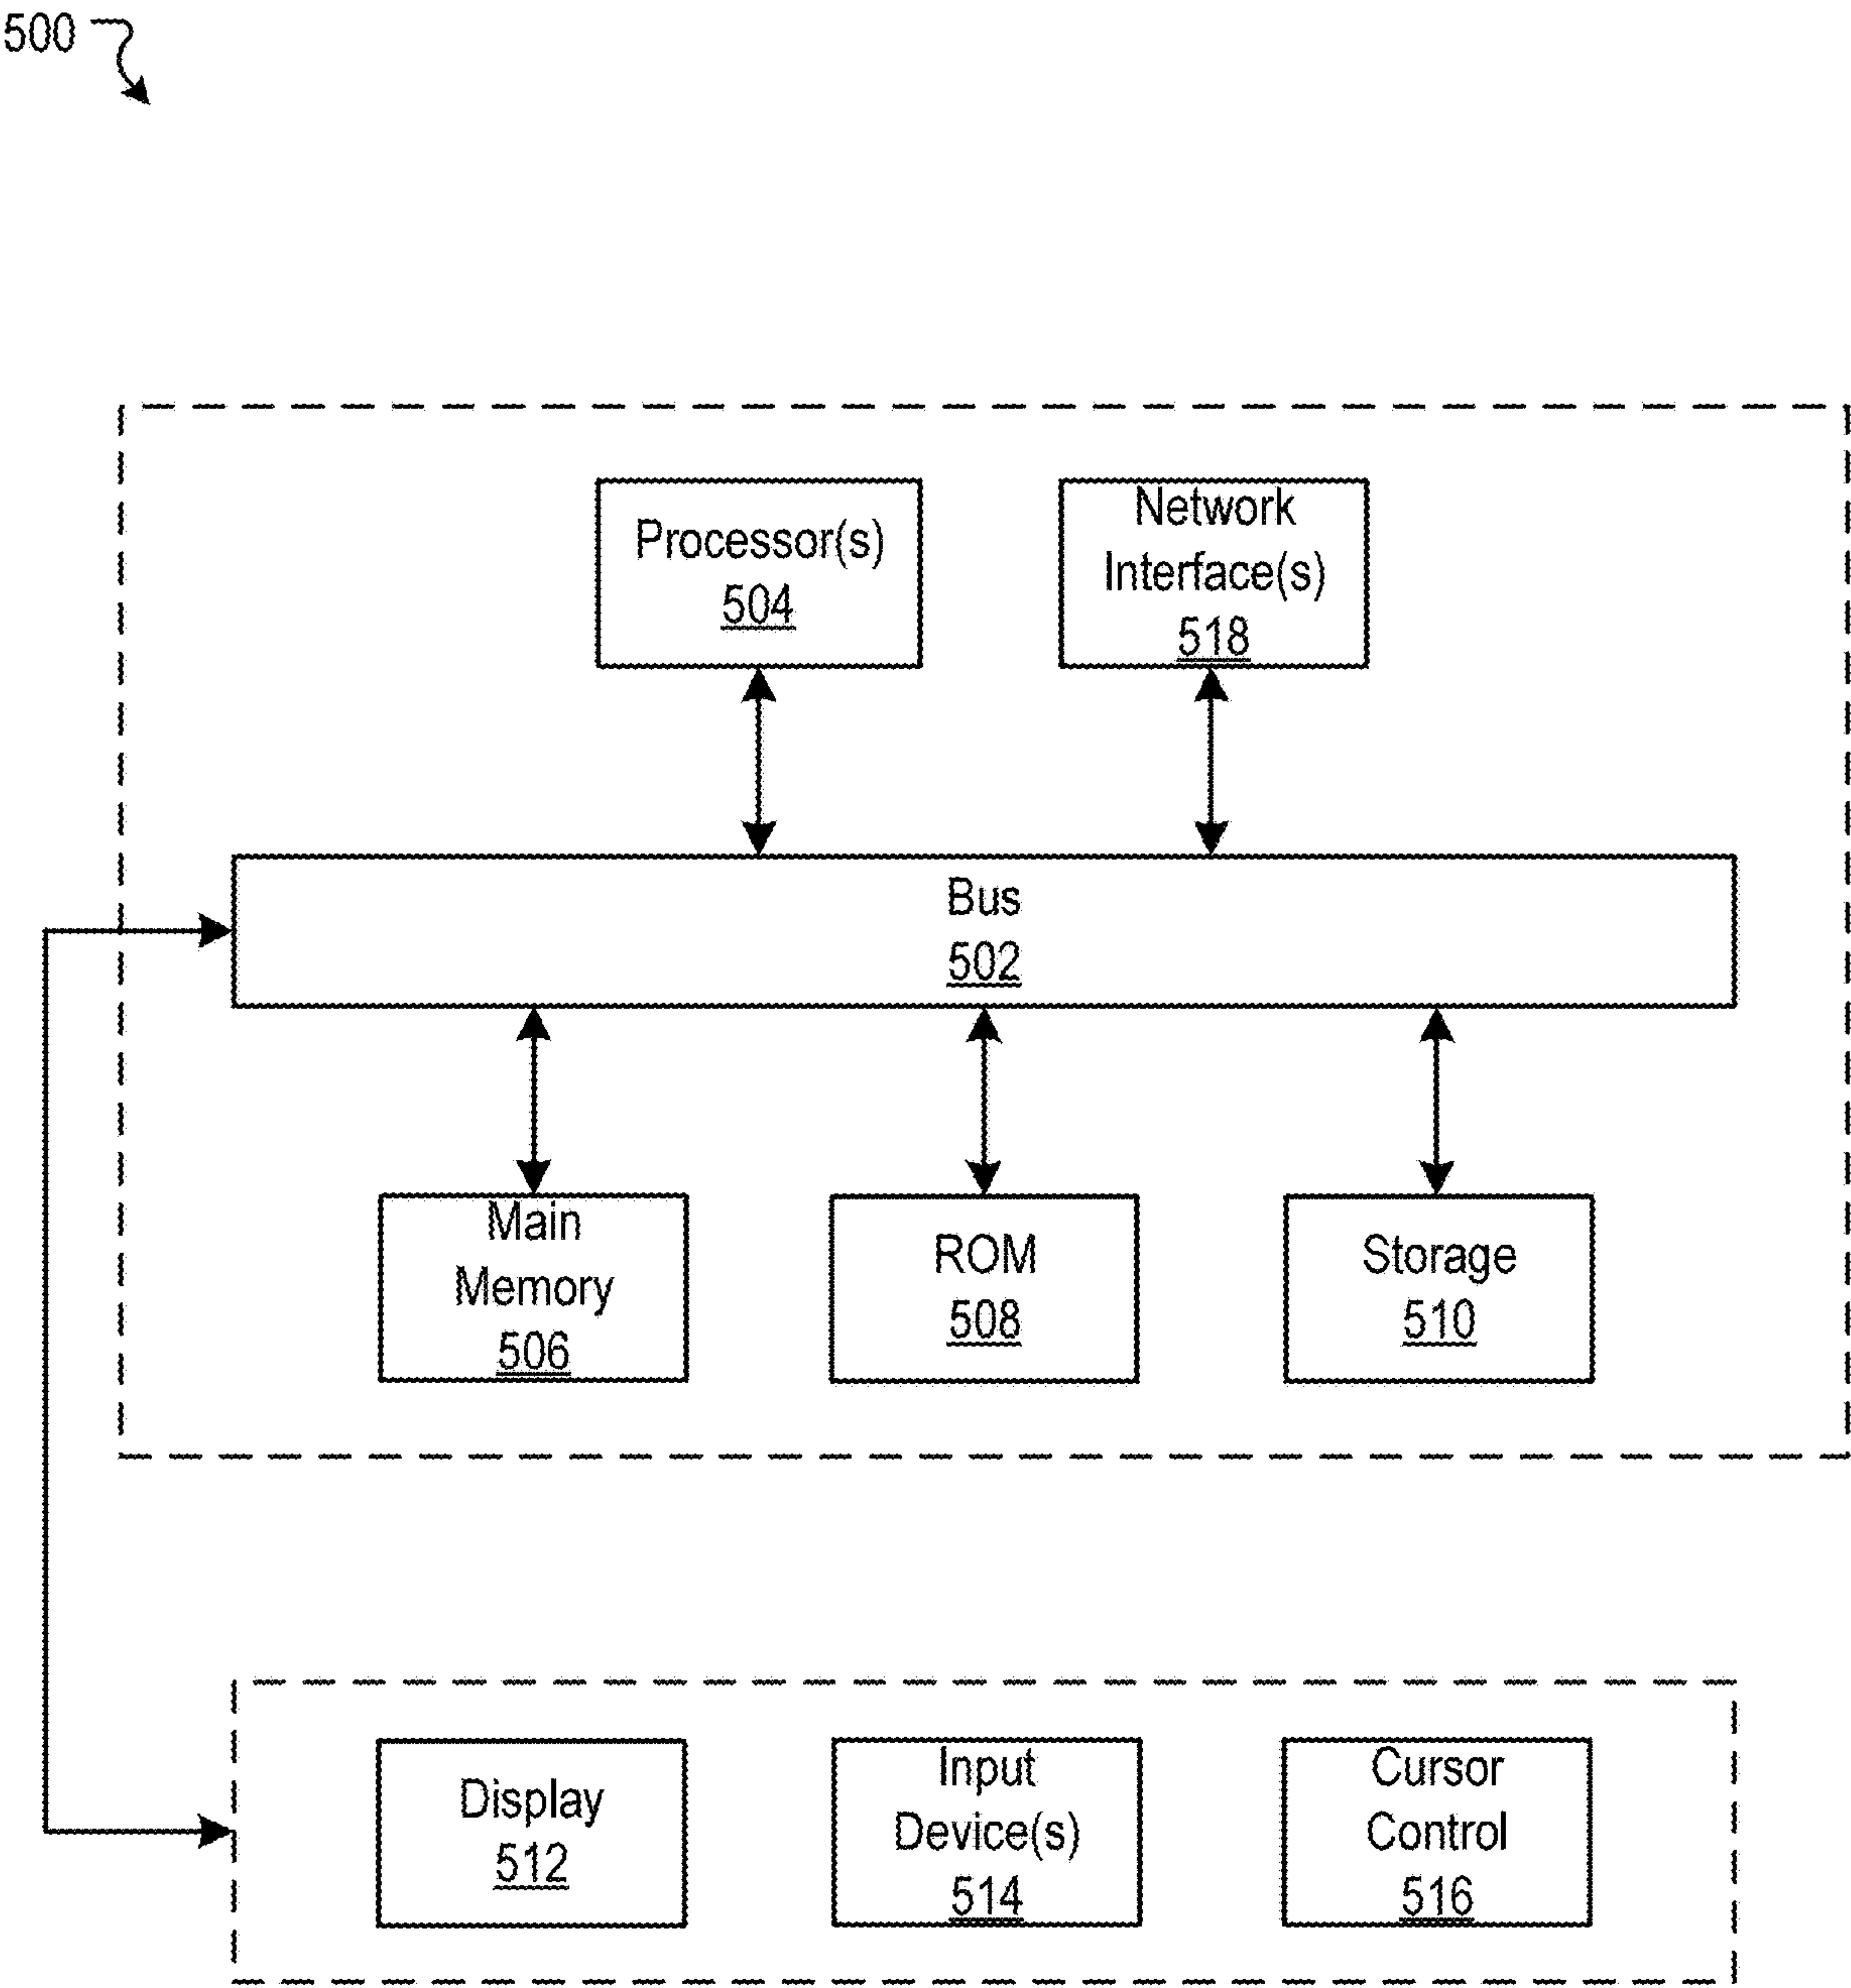 500
Processor(s)
504
Network
Interface(s)
518
Bus
502
Main
Memory
506
ROM
508
Storage
510
Display
512
Input
Device(s)
514
Cursor
Control
516